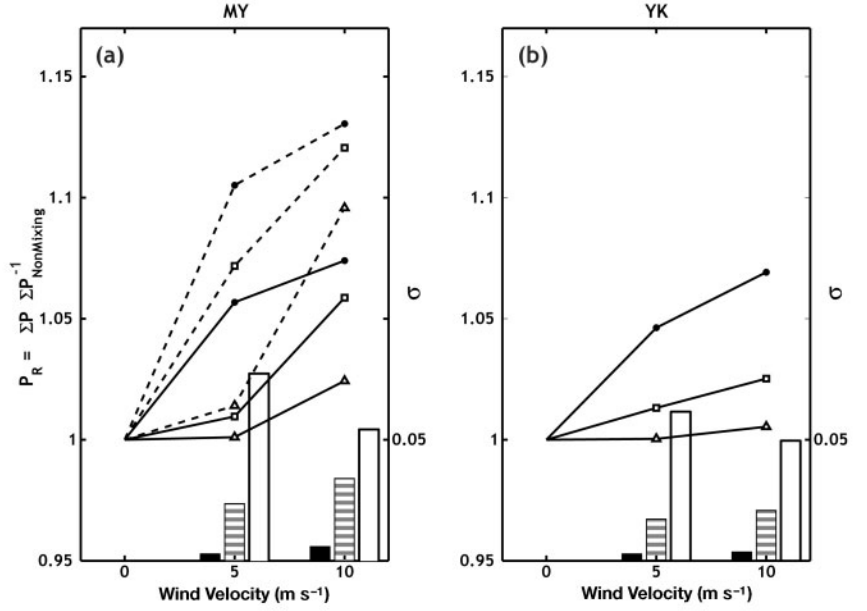 MY
(a)
1.15
1.1
1.05
1
0.95
P_R = ΣP ΣP⁻¹NonMixing
σ
0.05
0 5 10
Wind Velocity (m s⁻¹)
YK
(b)
1.15
1.1
1.05
1
0.95
σ
0.05
0 5 10
Wind Velocity (m s⁻¹)